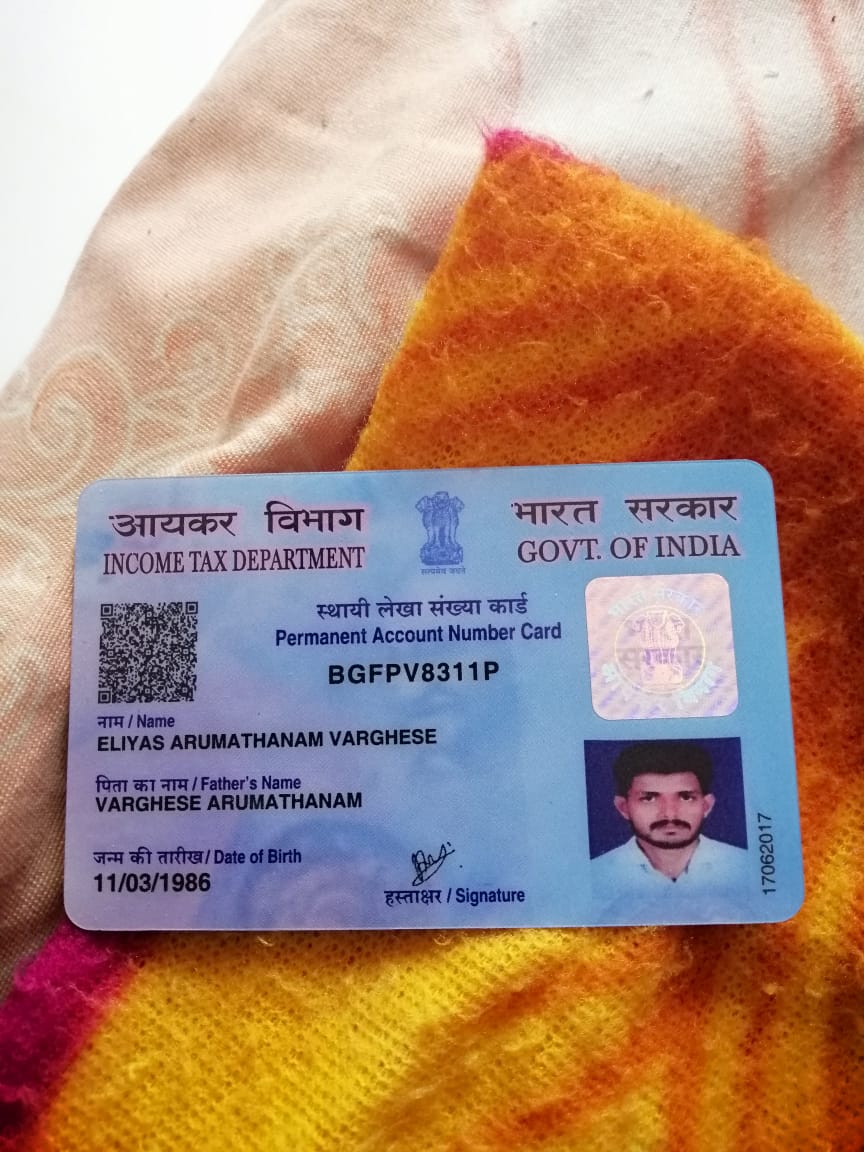 आयकर विभाग
INCOME TAX DEPARTMENT
सत्यमेव जयते
भारत सरकार
GOVT. OF INDIA
स्थायी लेखा संख्या कार्ड
Permanent Account Number Card
BGFPV8311P
नाम / Name
ELIYAS ARUMATHANAM VARGHESE
पिता का नाम / Father's Name
VARGHESE ARUMATHANAM
जन्म की तारीख / Date of Birth
11/03/1986
हस्ताक्षर / Signature
17062017